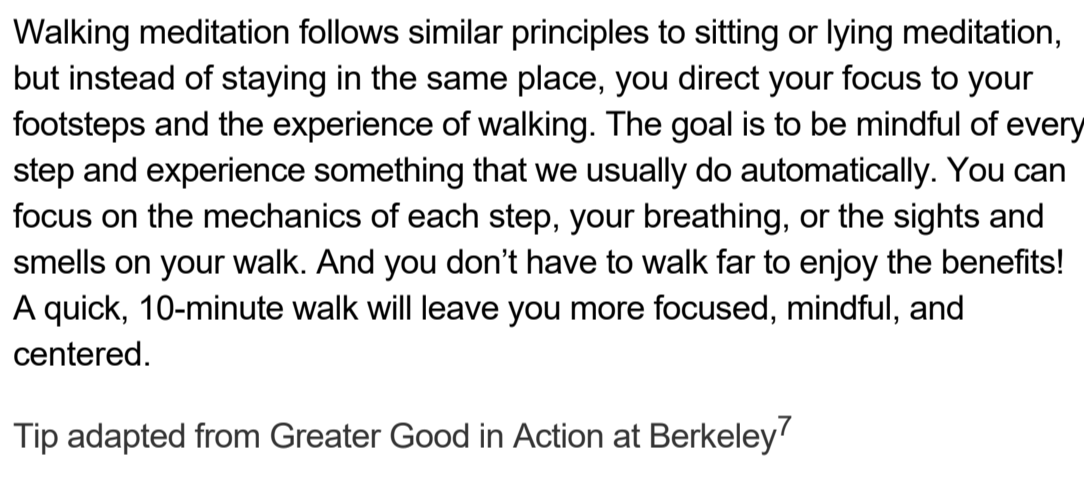 Walking meditation follows similar principles to sitting or lying meditation,
but instead of staying in the same place, you direct your focus to your
footsteps and the experience of walking. The goal is to be mindful of every
step and experience something that we usually do automatically. You can
focus on the mechanics of each step, your breathing, or the sights and
smells on your walk. And you don’t have to walk far to enjoy the benefits!
A quick, 10-minute walk will leave you more focused, mindful, and
centered.
Tip adapted from Greater Good in Action at Berkeley⁷